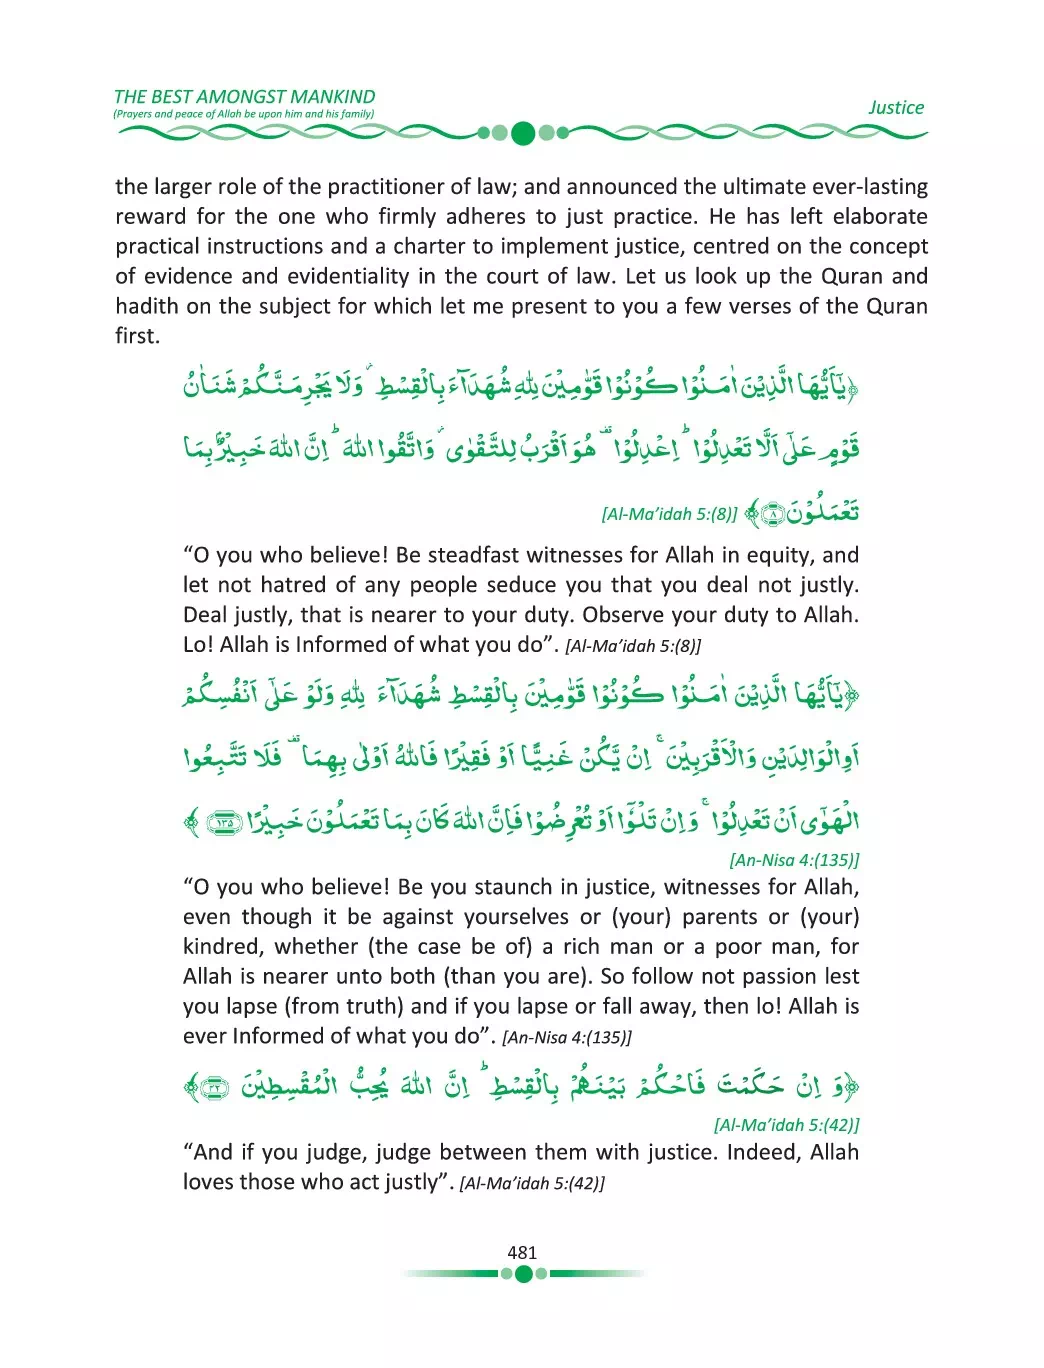 THE BEST AMONGST MANKIND
(Prayers and peace of Allah be upon him and his family)
Justice
the larger role of the practitioner of law; and announced the ultimate ever-lasting
reward for the one who firmly adheres to just practice. He has left elaborate
practical instructions and a charter to implement justice, centred on the concept
of evidence and evidentiality in the court of law. Let us look up the Quran and
hadith on the subject for which let me present to you a few verses of the Quran
first.
﴿يٰۤاَيُّهَا الَّذِيْنَ اٰمَنُوْا كُوْنُوْا قَوّٰمِيْنَ لِلّٰهِ شُهَدَآءَ بِالْقِسْطِ ۫ وَلَا يَجْرِمَنَّكُمْ شَنَاٰنُ
قَوْمٍ عَلٰۤى اَلَّا تَعْدِلُوْا ؕ اِعْدِلُوْا ۟ هُوَ اَقْرَبُ لِلتَّقْوٰى ۫ وَاتَّقُوا اللهَ ؕ اِنَّ اللهَ خَبِيْرٌۢ بِمَا
تَعْمَلُوْنَ ﴿۸﴾﴾ [Al-Ma’idah 5:(8)]
“O you who believe! Be steadfast witnesses for Allah in equity, and
let not hatred of any people seduce you that you deal not justly.
Deal justly, that is nearer to your duty. Observe your duty to Allah.
Lo! Allah is Informed of what you do”. [Al-Ma’idah 5:(8)]
﴿يٰۤاَيُّهَا الَّذِيْنَ اٰمَنُوْا كُوْنُوْا قَوّٰمِيْنَ بِالْقِسْطِ شُهَدَآءَ لِلّٰهِ وَلَوْ عَلٰۤى اَنْفُسِكُمْ
اَوِالْوَالِدَيْنِ وَالْاَقْرَبِيْنَ ۚ اِنْ يَّكُنْ غَنِيًّا اَوْ فَقِيْرًا فَاللهُ اَوْلٰى بِهِمَا ۟ فَلَا تَتَّبِعُوا
الْهَوٰۤى اَنْ تَعْدِلُوْا ۚ وَاِنْ تَلْوٗۤا اَوْ تُعْرِضُوْا فَاِنَّ اللهَ كَانَ بِمَا تَعْمَلُوْنَ خَبِيْرًا ﴿۱۳۵﴾ ﴾
[An-Nisa 4:(135)]
“O you who believe! Be you staunch in justice, witnesses for Allah,
even though it be against yourselves or (your) parents or (your)
kindred, whether (the case be of) a rich man or a poor man, for
Allah is nearer unto both (than you are). So follow not passion lest
you lapse (from truth) and if you lapse or fall away, then lo! Allah is
ever Informed of what you do”. [An-Nisa 4:(135)]
﴿وَ اِنْ حَكَمْتَ فَاحْكُمْ بَيْنَهُمْ بِالْقِسْطِ ؕ اِنَّ اللهَ يُحِبُّ الْمُقْسِطِيْنَ ﴿۴۲﴾﴾
[Al-Ma’idah 5:(42)]
“And if you judge, judge between them with justice. Indeed, Allah
loves those who act justly”. [Al-Ma’idah 5:(42)]
481